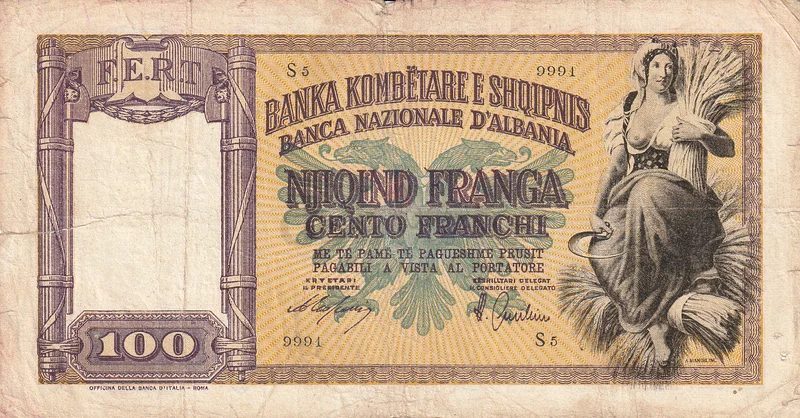 F.E.R.T
S 5 9991
BANKA KOMBËTARE E SHQIPNIS
BANCA NAZIONALE D'ALBANIA
NJIQIND FRANGA
CENTO FRANCHI
ME TË PAME TË PAGUESHME PRUSIT
PAGABILI A VISTA AL PORTATORE
KRYETARI
IL PRESIDENTE
KËSHILLTARI DELEGAT
IL CONSIGLIERE DELEGATO
9991 S 5
100
OFFICINA DELLA BANCA D'ITALIA - ROMA